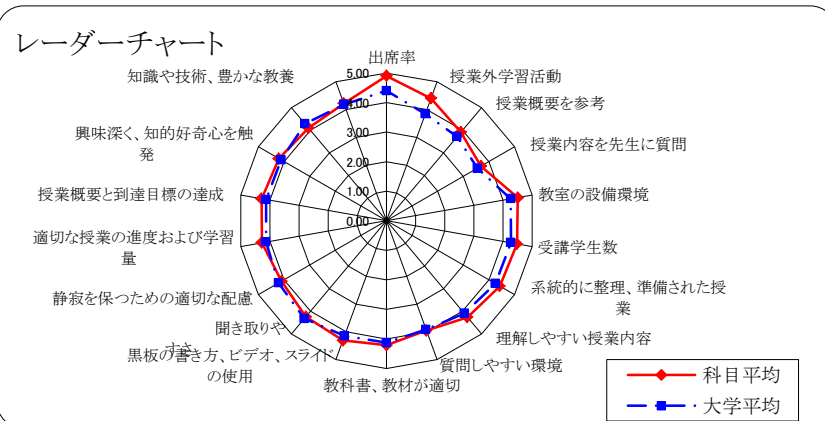 レーダーチャート
出席率
授業外学習活動
授業概要を参考
授業内容を先生に質問
教室の設備環境
受講学生数
系統的に整理、準備された授
業
理解しやすい授業内容
質問しやすい環境
教科書、教材が適切
黒板の書き方、ビデオ、スライド
の使用
聞き取りや
すさ
静寂を保つための適切な配慮
適切な授業の進度および学習
量
授業概要と到達目標の達成
興味深く、知的好奇心を触
発
知識や技術、豊かな教養
5.00
4.00
3.00
2.00
1.00
0.00
科目平均
大学平均